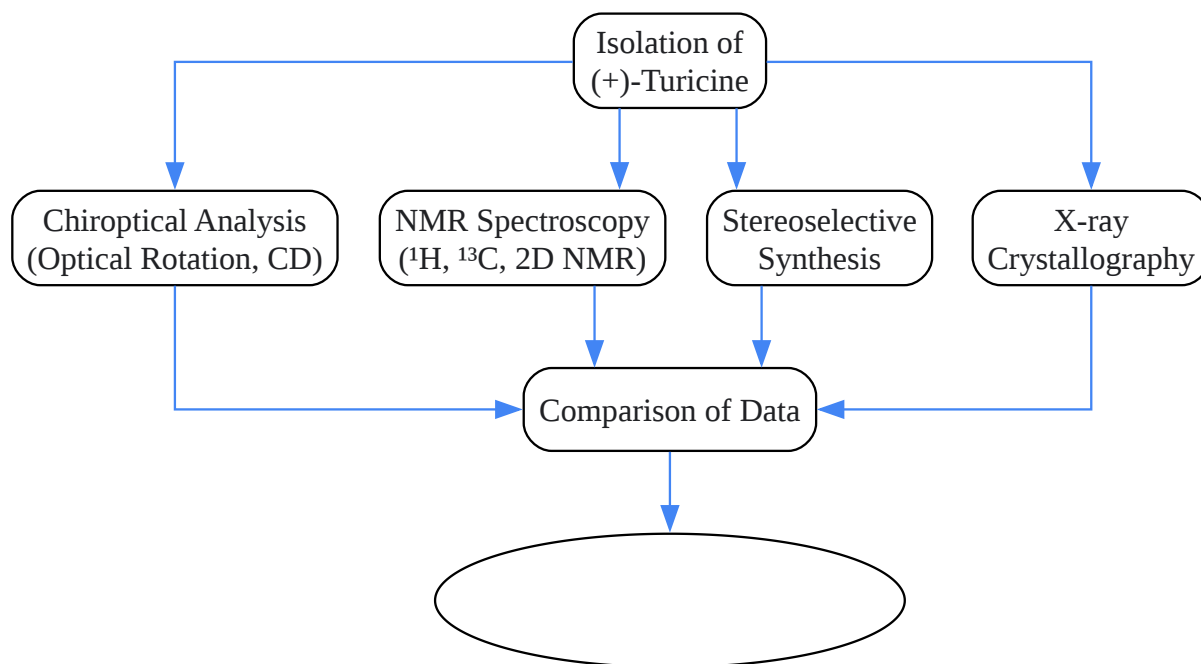 Isolation of
(+)-Turicine
Chiroptical Analysis
(Optical Rotation, CD)
NMR Spectroscopy
(¹H, ¹³C, 2D NMR)
Stereoselective
Synthesis
X-ray
Crystallography
Comparison of Data